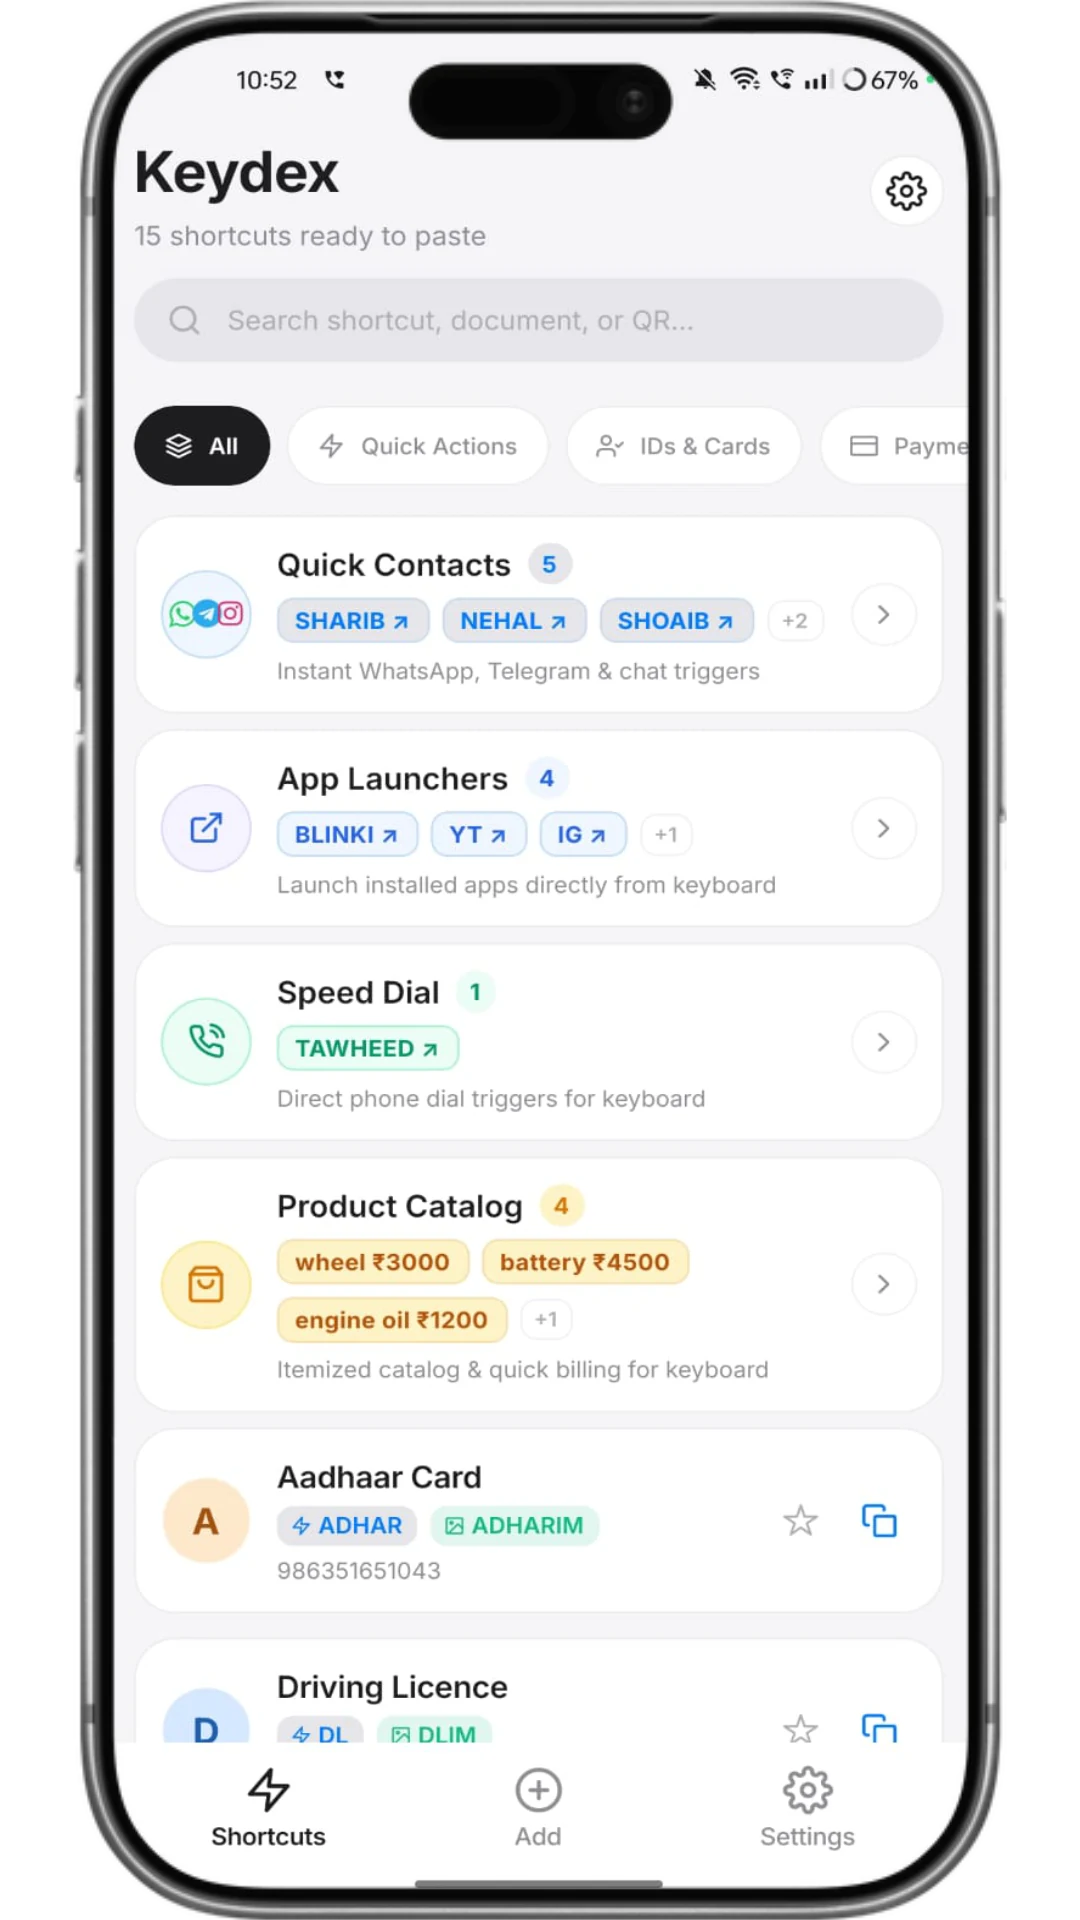 10:52
67%
Keydex
15 shortcuts ready to paste
Search shortcut, document, or QR...
All
Quick Actions
IDs & Cards
Payme
Quick Contacts 5
SHARIB ↗ NEHAL ↗ SHOAIB ↗ +2
Instant WhatsApp, Telegram & chat triggers
App Launchers 4
BLINKI ↗ YT ↗ IG ↗ +1
Launch installed apps directly from keyboard
Speed Dial 1
TAWHEED ↗
Direct phone dial triggers for keyboard
Product Catalog 4
wheel ₹3000 battery ₹4500
engine oil ₹1200 +1
Itemized catalog & quick billing for keyboard
A
Aadhaar Card
ADHAR ADHARIM
986351651043
D
Driving Licence
DL DLIM
Shortcuts
Add
Settings